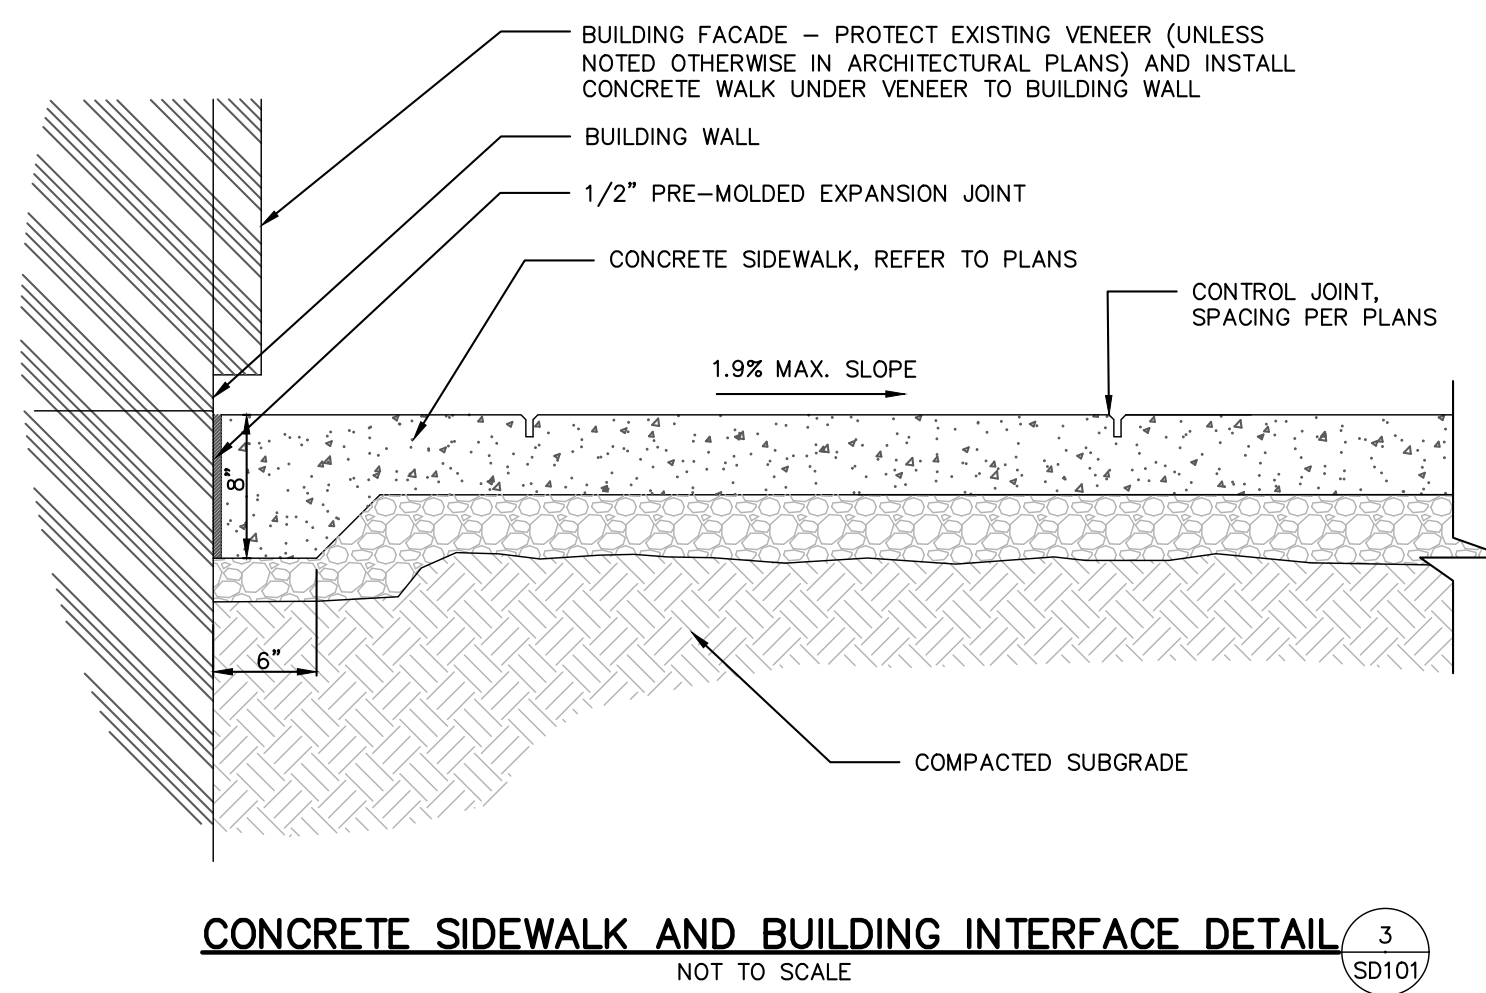 BUILDING FACADE – PROTECT EXISTING VENEER (UNLESS
NOTED OTHERWISE IN ARCHITECTURAL PLANS) AND INSTALL
CONCRETE WALK UNDER VENEER TO BUILDING WALL
BUILDING WALL
1/2” PRE–MOLDED EXPANSION JOINT
CONCRETE SIDEWALK, REFER TO PLANS
CONTROL JOINT,
SPACING PER PLANS
1.9% MAX. SLOPE
8”
6”
COMPACTED SUBGRADE
CONCRETE SIDEWALK AND BUILDING INTERFACE DETAIL
NOT TO SCALE
3
SD101